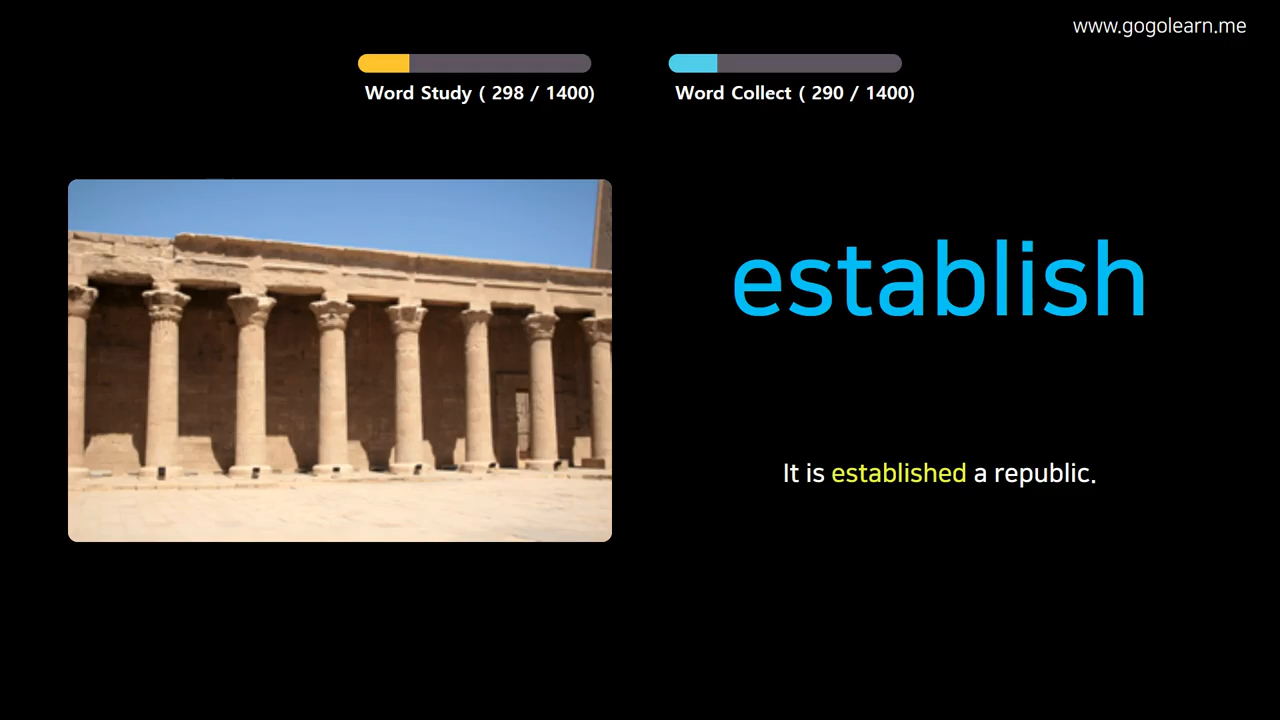 www.gogolearn.me
Word Study ( 298 / 1400)
Word Collect ( 290 / 1400)
establish
It is established a republic.